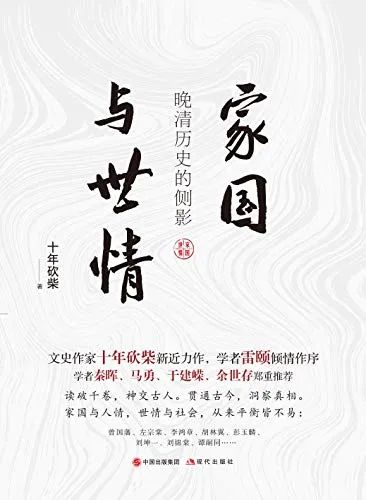 家国
与世情
晚清历史的侧影
十年砍柴
著
文史作家十年砍柴新近力作，学者雷颐倾情作序
学者秦晖、马勇、于建嵘、余世存郑重推荐
读破千卷，神交古人。贯通古今，洞察真相。
家国与人情，世情与社会，从来平衡皆不易：
曾国藩、左宗棠、李鸿章、胡林翼、彭玉麟、
刘坤一、刘锦棠、谭嗣同……
中国出版集团
现代出版社